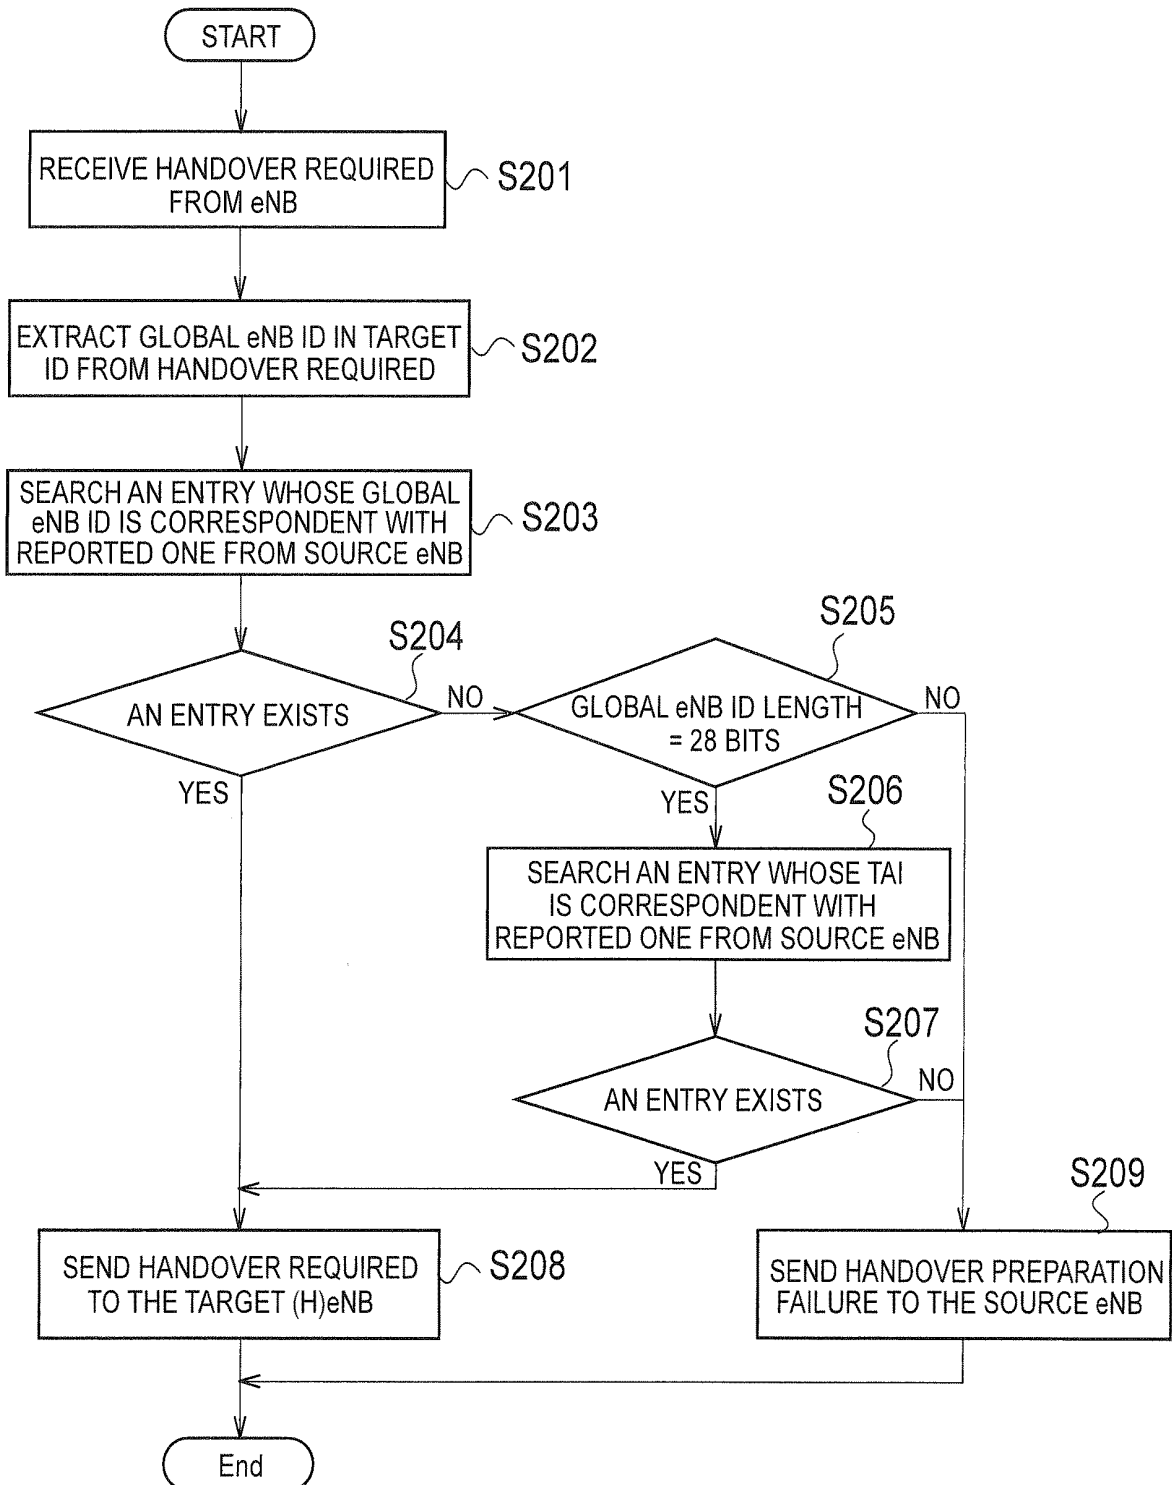 START
RECEIVE HANDOVER REQUIRED
FROM eNB
S201
EXTRACT GLOBAL eNB ID IN TARGET
ID FROM HANDOVER REQUIRED
S202
SEARCH AN ENTRY WHOSE GLOBAL
eNB ID IS CORRESPONDENT WITH
REPORTED ONE FROM SOURCE eNB
S203
S204
AN ENTRY EXISTS
NO
YES
S205
GLOBAL eNB ID LENGTH
= 28 BITS
NO
YES
S206
SEARCH AN ENTRY WHOSE TAI
IS CORRESPONDENT WITH
REPORTED ONE FROM SOURCE eNB
S207
AN ENTRY EXISTS
NO
YES
SEND HANDOVER REQUIRED
TO THE TARGET (H)eNB
S208
S209
SEND HANDOVER PREPARATION
FAILURE TO THE SOURCE eNB
End